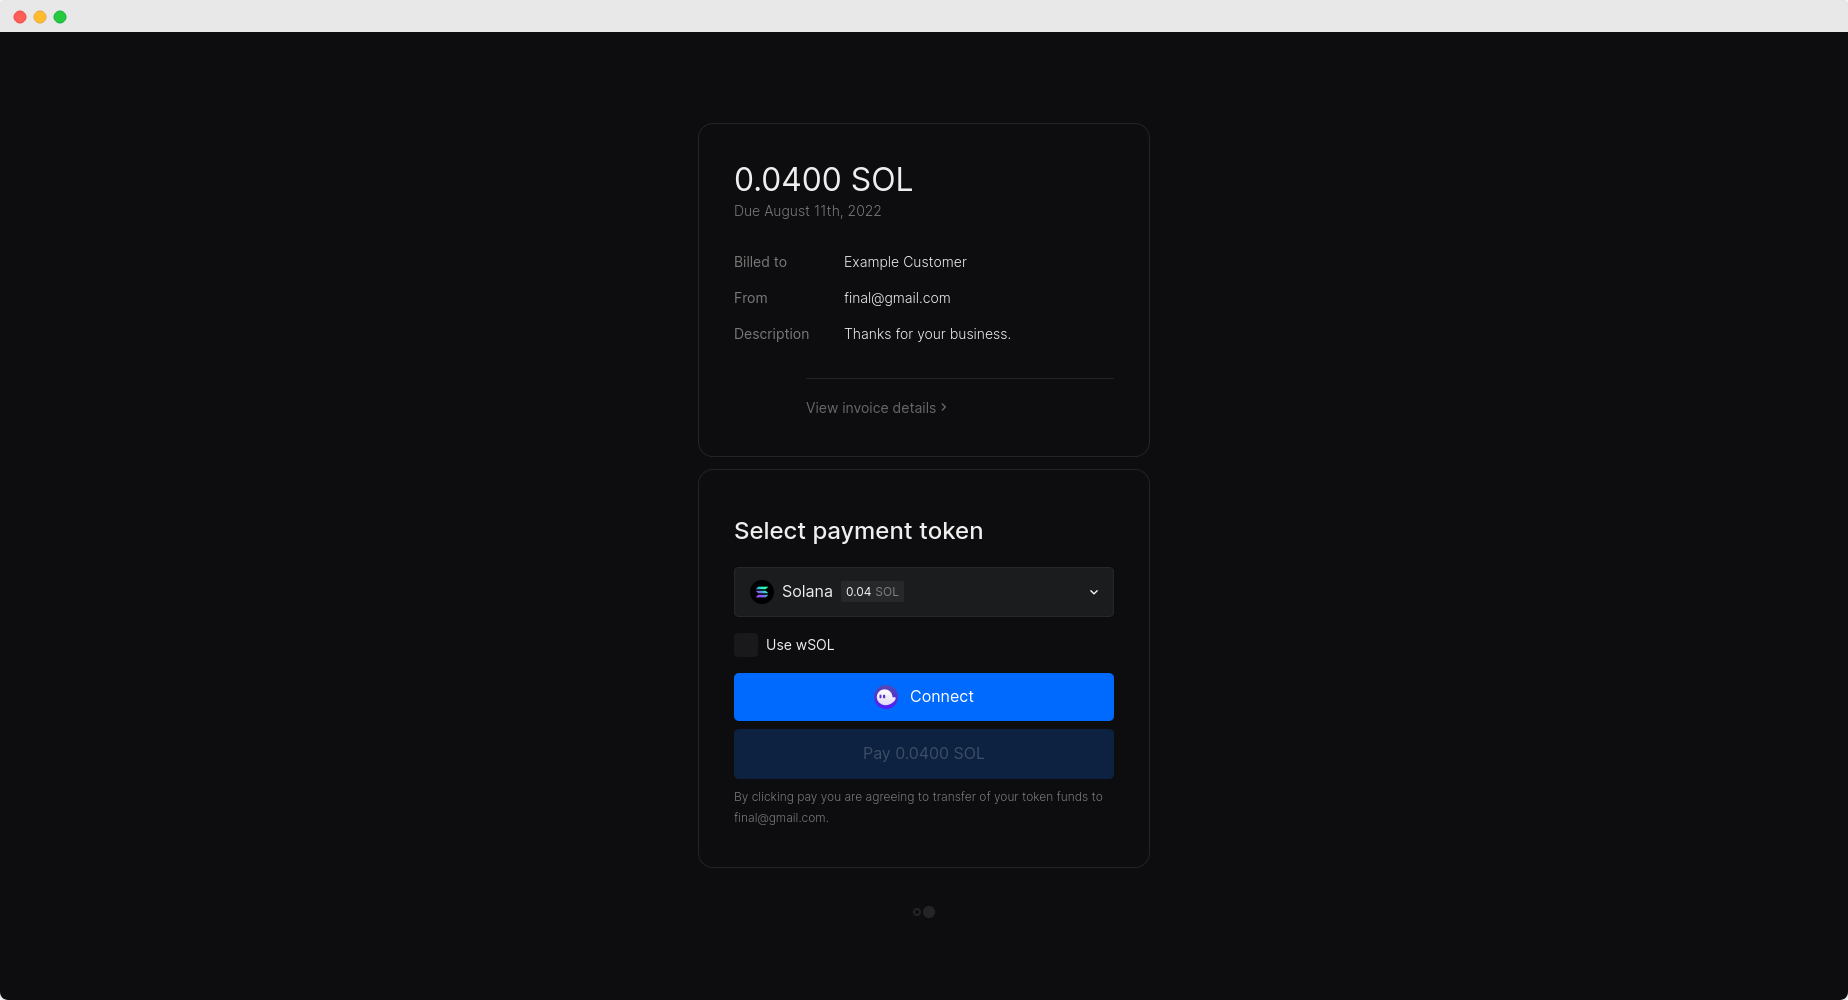 0.0400 SOL
Due August 11th, 2022
Billed to Example Customer
From final@gmail.com
Description Thanks for your business.
View invoice details
Select payment token
Solana 0.04 SOL
Use wSOL
Connect
Pay 0.0400 SOL
By clicking pay you are agreeing to transfer of your token funds to
final@gmail.com.